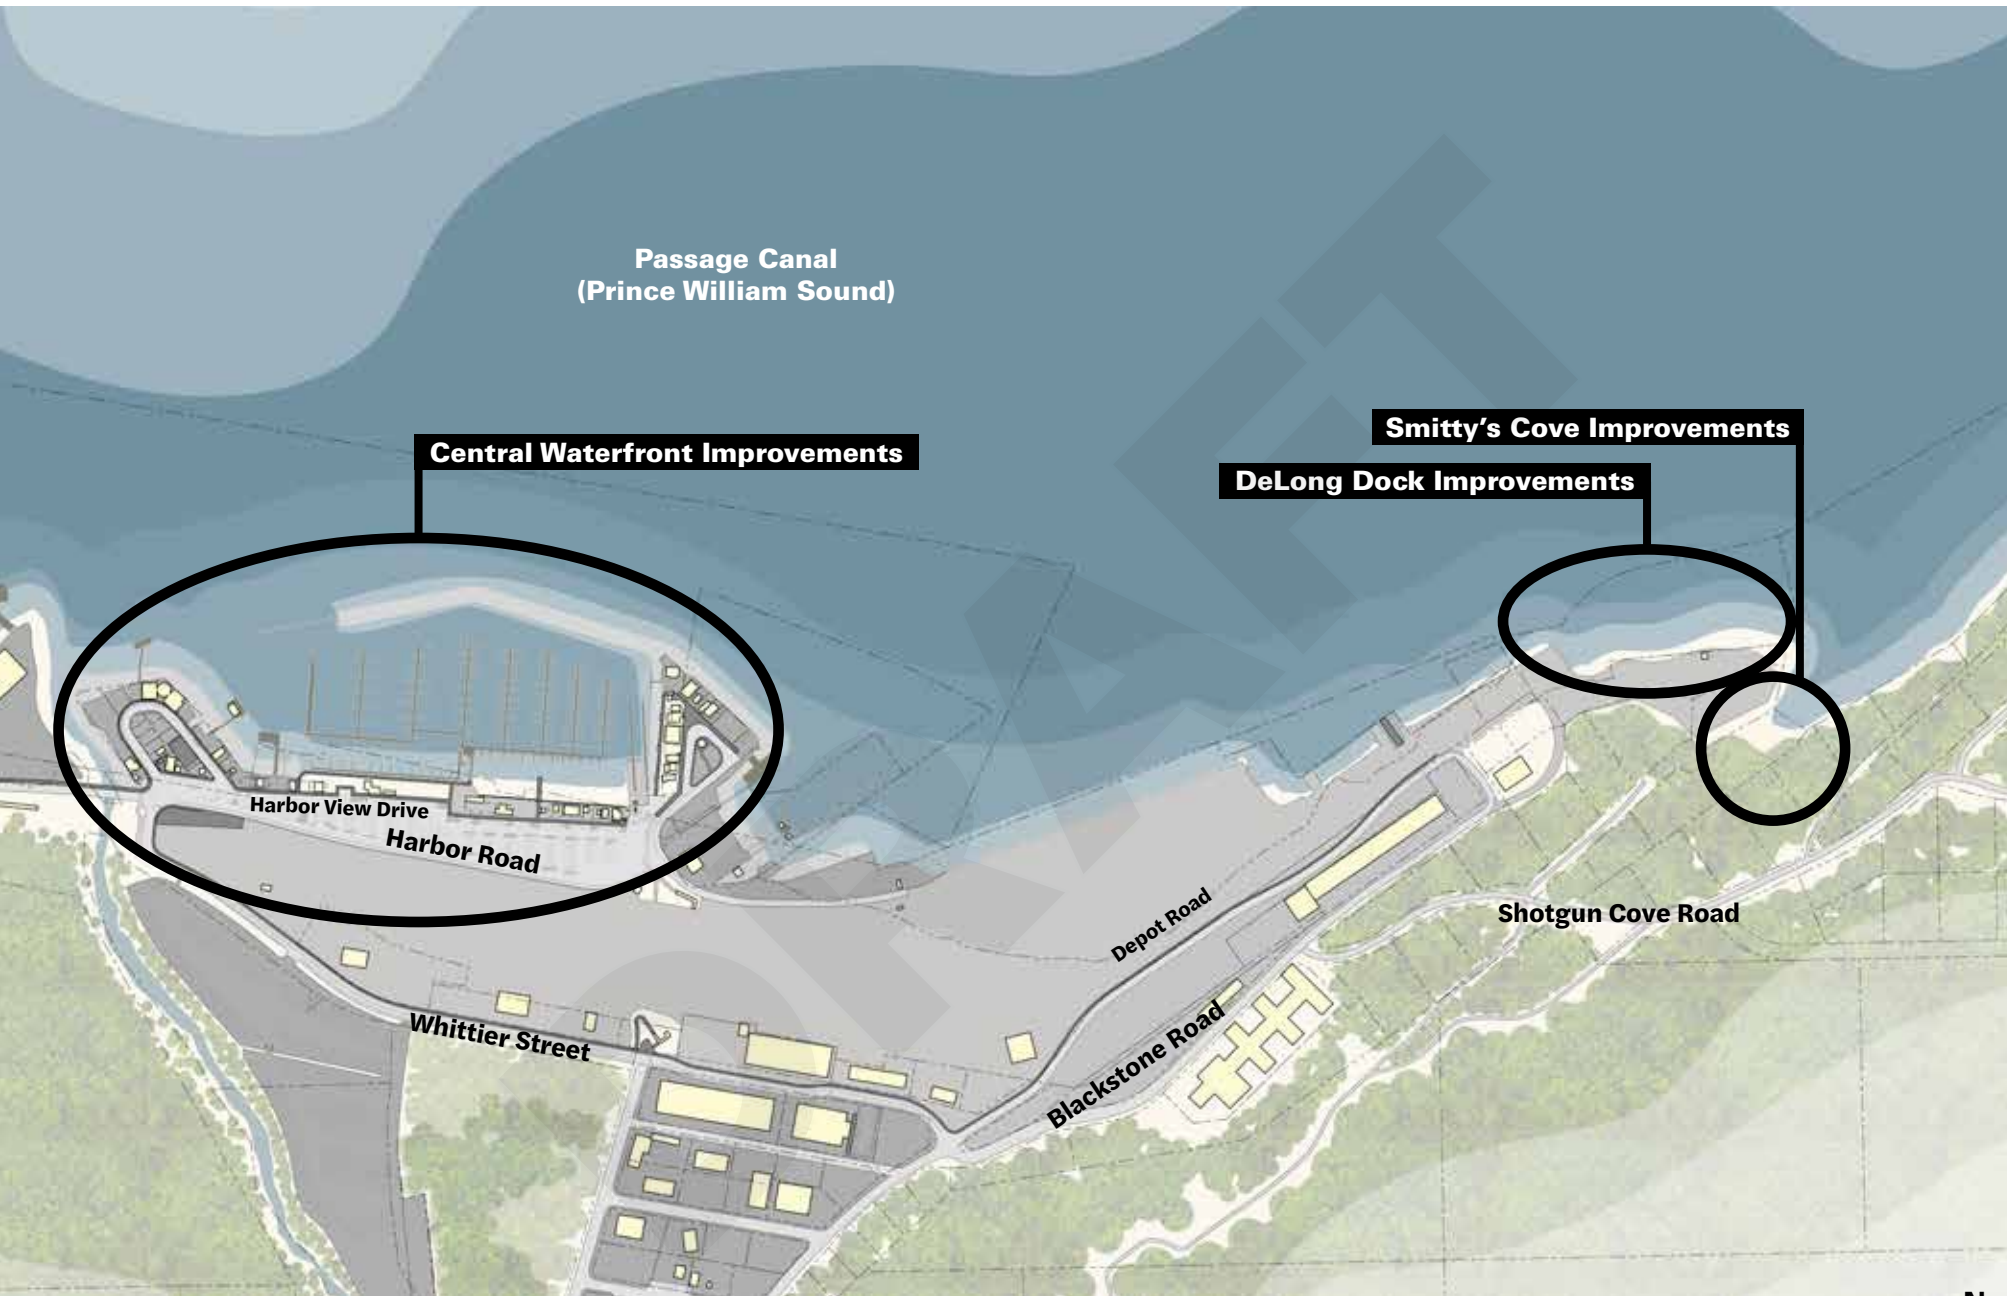 Passage Canal
(Prince William Sound)
Smitty’s Cove Improvements
Central Waterfront Improvements
DeLong Dock Improvements
Harbor View Drive
Harbor Road
Depot Road
Shotgun Cove Road
Whittier Street
Blackstone Road
DRAFT
N